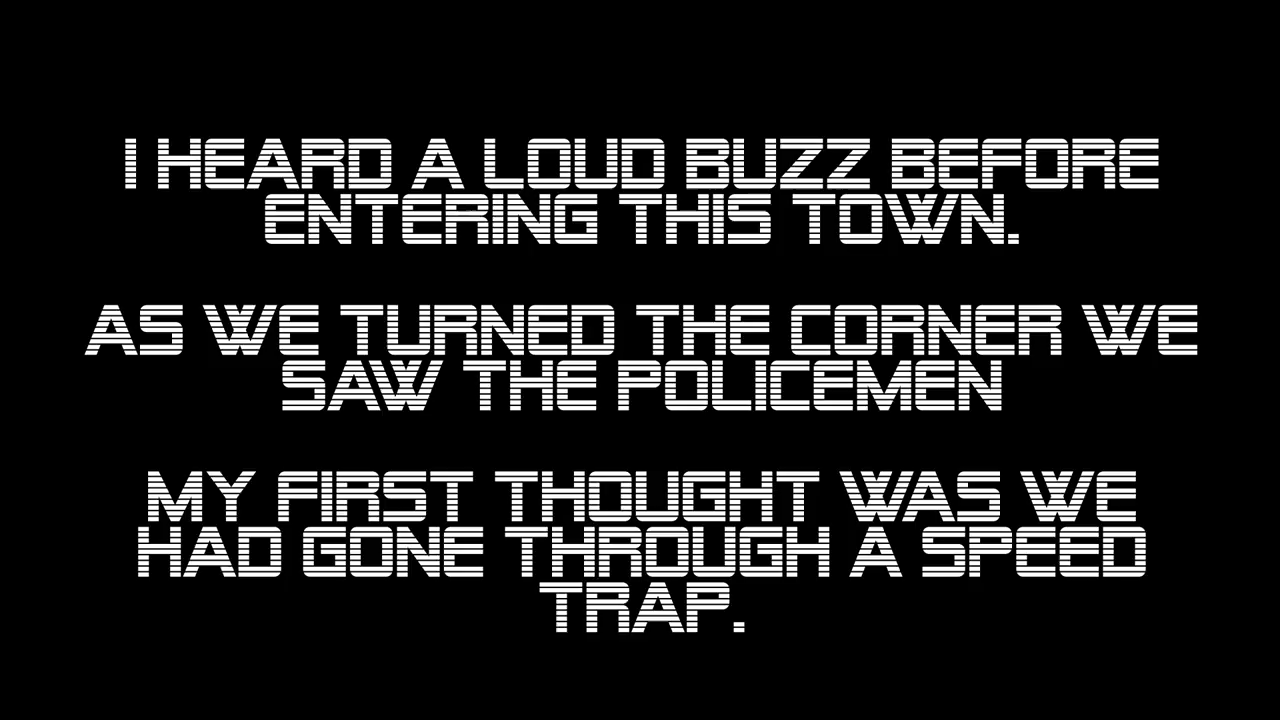 I HEARD A LOUD BUZZ BEFORE
ENTERING THIS TOWN.
AS WE TURNED THE CORNER WE
SAW THE POLICEMEN
MY FIRST THOUGHT WAS WE
HAD GONE THROUGH A SPEED
TRAP.